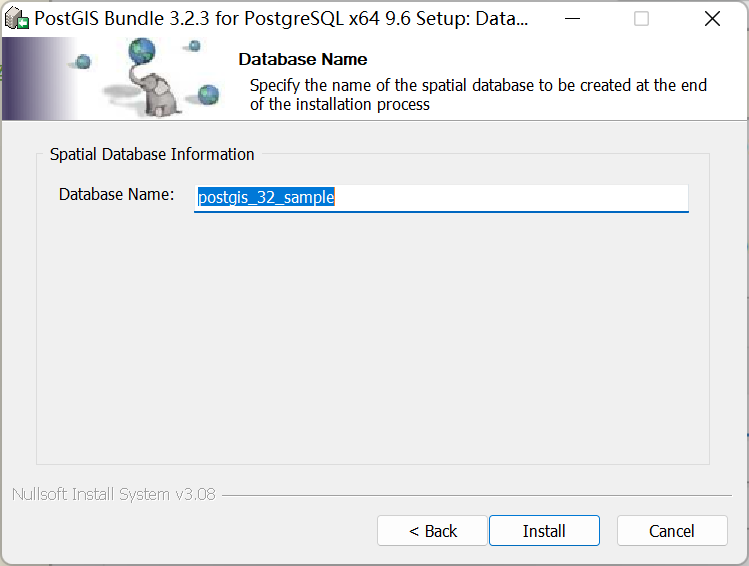 PostGIS Bundle 3.2.3 for PostgreSQL x64 9.6 Setup: Data...
Database Name
Specify the name of the spatial database to be created at the end
of the installation process
Spatial Database Information
Database Name: postgis_32_sample
Nullsoft Install System v3.08
< Back Install Cancel